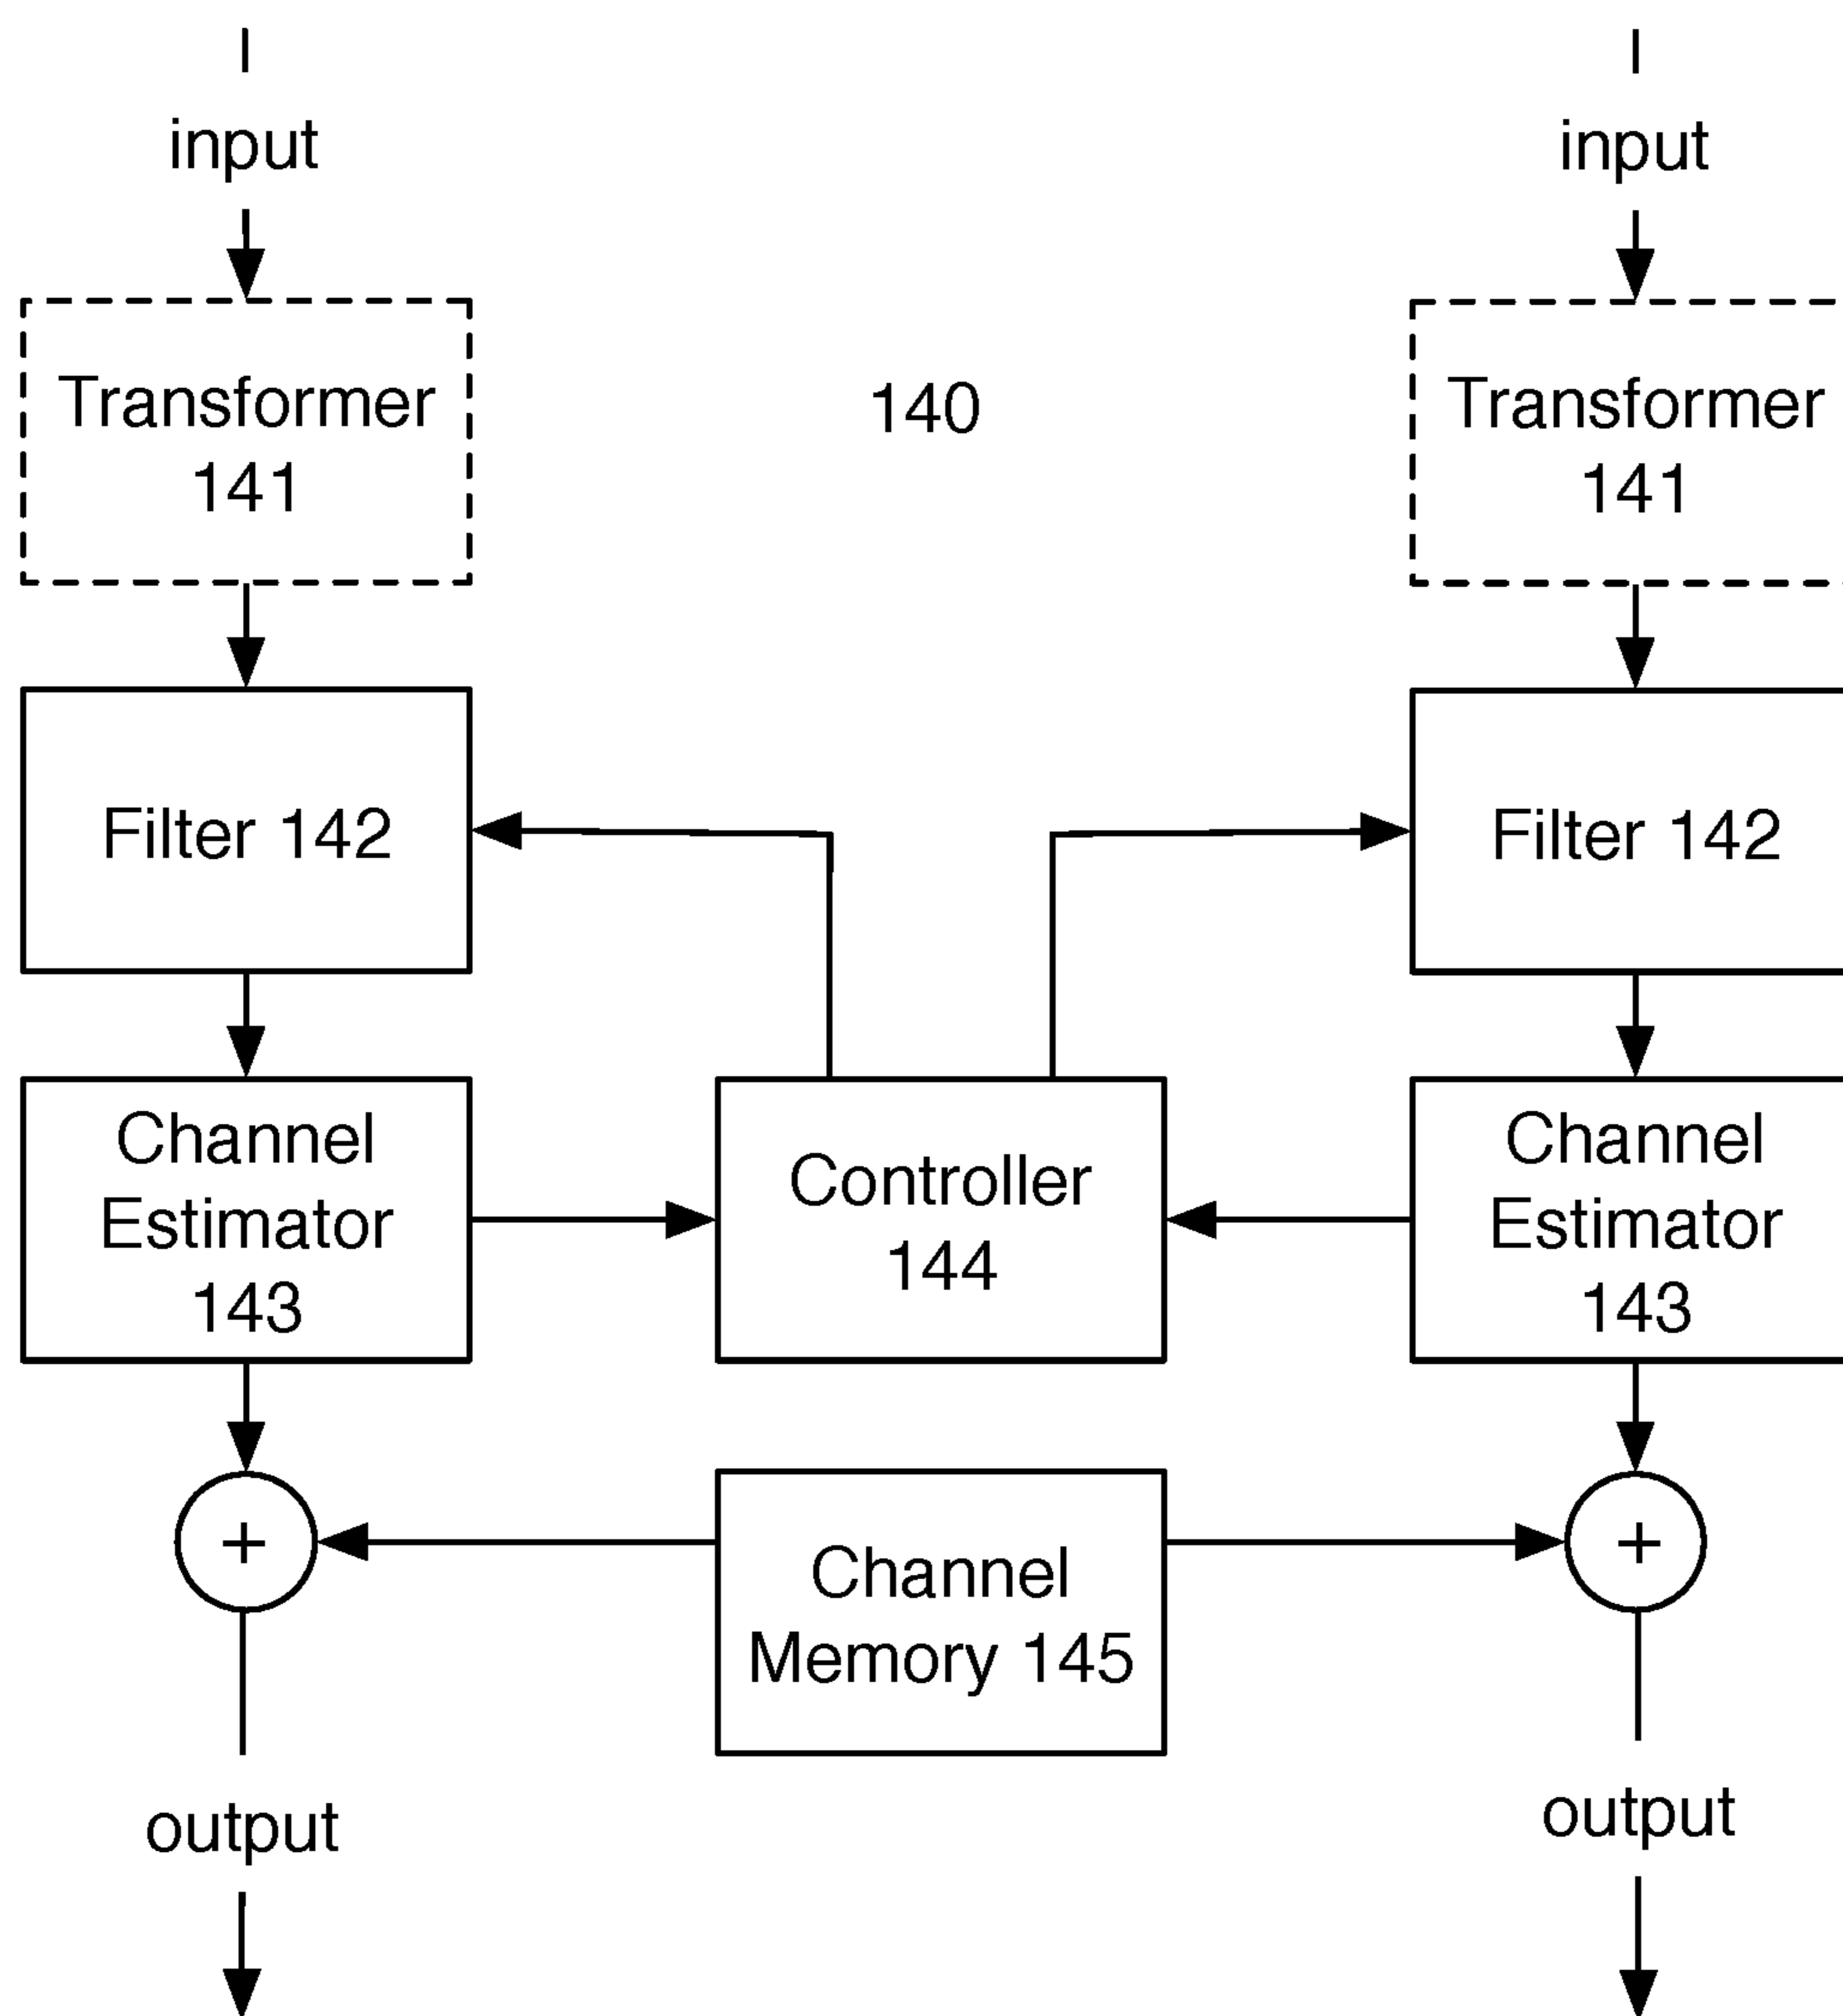 input
input
Transformer
141
140
Transformer
141
Filter 142
Filter 142
Channel
Estimator
143
Controller
144
Channel
Estimator
143
+
Channel
Memory 145
+
output
output